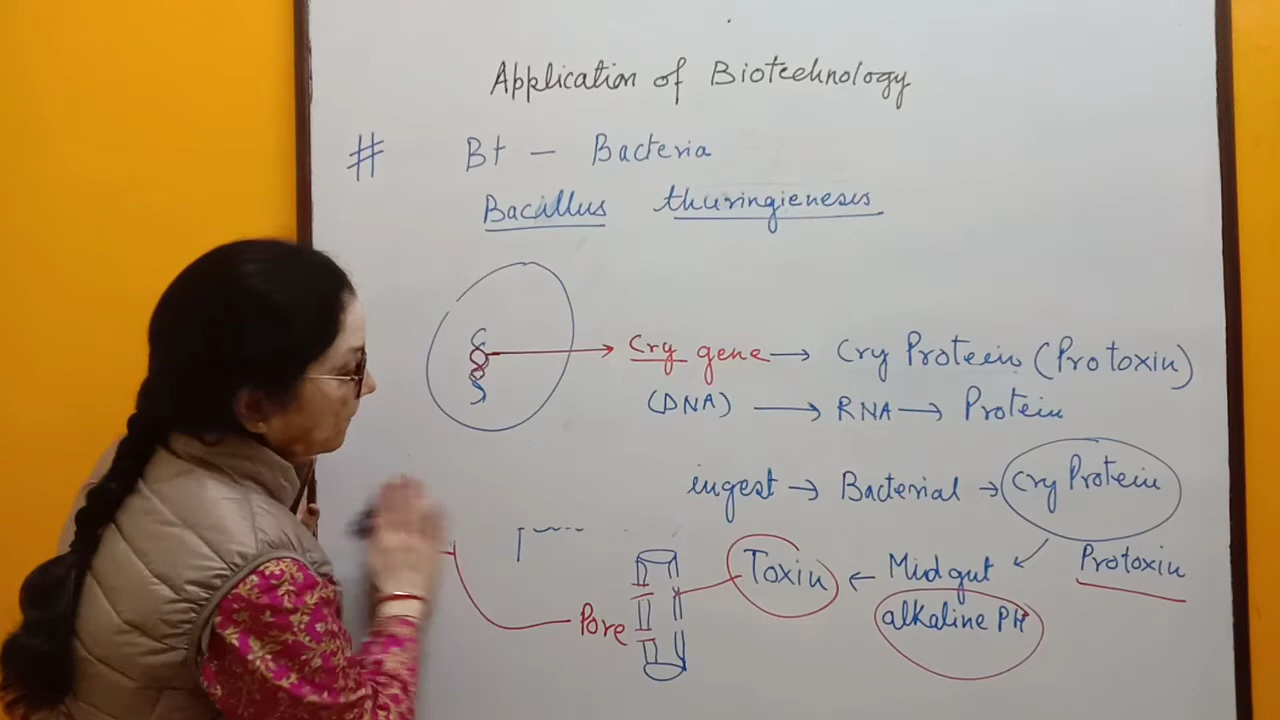 Application of Biotechnology
# Bt – Bacteria
Bacillus thuringienesis
Cry gene → Cry Protein (Protoxin)
(DNA) → RNA → Protein
ingest → Bacterial → Cry Protein
Toxin ← Midgut Protoxin
Pore alkaline PH